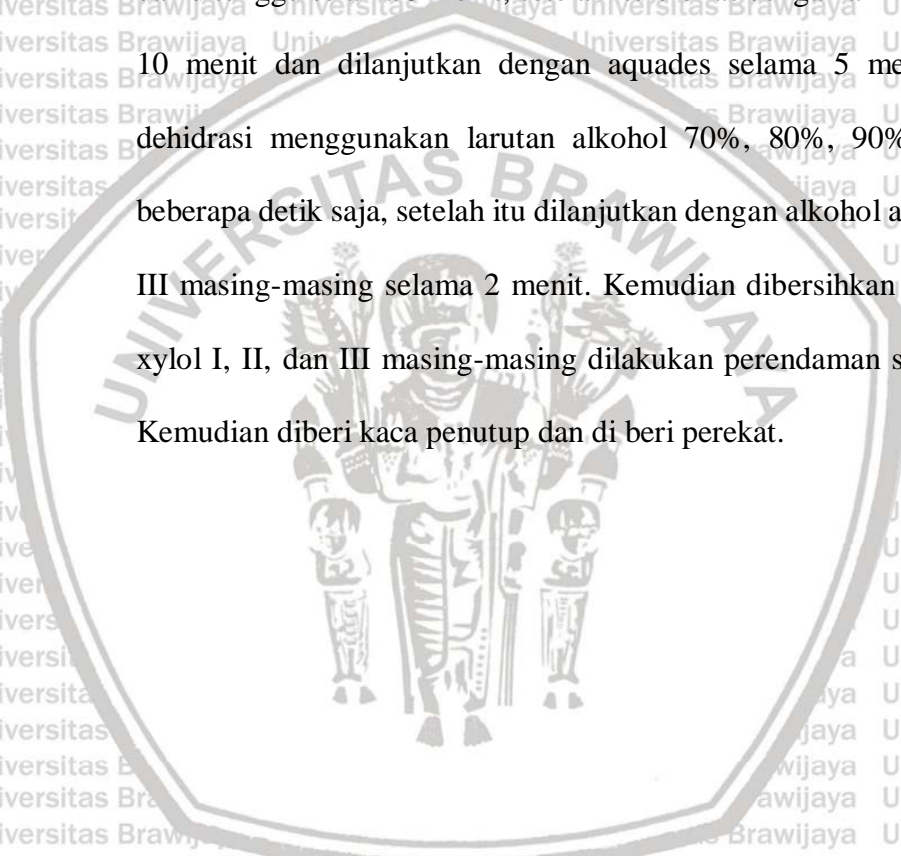 10 menit dan dilanjutkan dengan aquades selama 5 me
dehidrasi menggunakan larutan alkohol 70%, 80%, 90%
beberapa detik saja, setelah itu dilanjutkan dengan alkohol a
III masing-masing selama 2 menit. Kemudian dibersihkan
xylol I, II, dan III masing-masing dilakukan perendaman s
Kemudian diberi kaca penutup dan di beri perekat.
UNIVERSITAS BRAWIJAYA